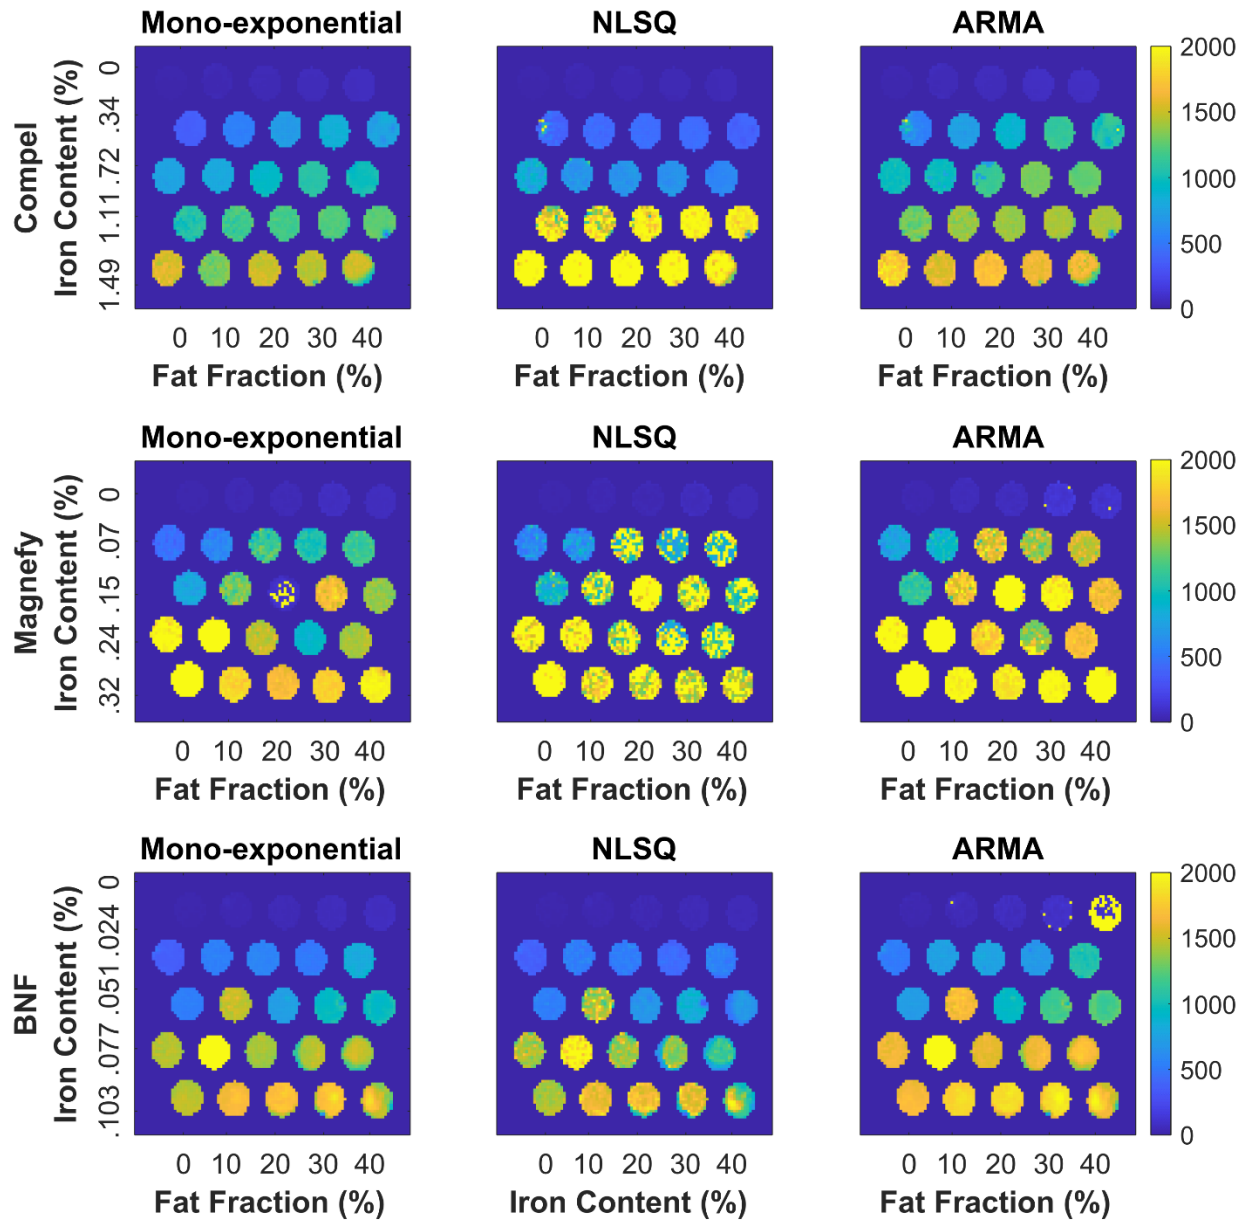 Mono-exponential NLSQ ARMA
Compel
Iron Content (%)
0 .34 .72 1.11 1.49
2000
1500
1000
500
0
0 10 20 30 40 0 10 20 30 40 0 10 20 30 40
Fat Fraction (%) Fat Fraction (%) Fat Fraction (%)
Mono-exponential NLSQ ARMA
Magnefy
Iron Content (%)
0 .07 .15 .24 .32
2000
1500
1000
500
0
0 10 20 30 40 0 10 20 30 40 0 10 20 30 40
Fat Fraction (%) Fat Fraction (%) Fat Fraction (%)
Mono-exponential NLSQ ARMA
BNF
Iron Content (%)
0 .024 .051 .077 .103
2000
1500
1000
500
0
0 10 20 30 40 0 10 20 30 40 0 10 20 30 40
Fat Fraction (%) Iron Content (%) Fat Fraction (%)